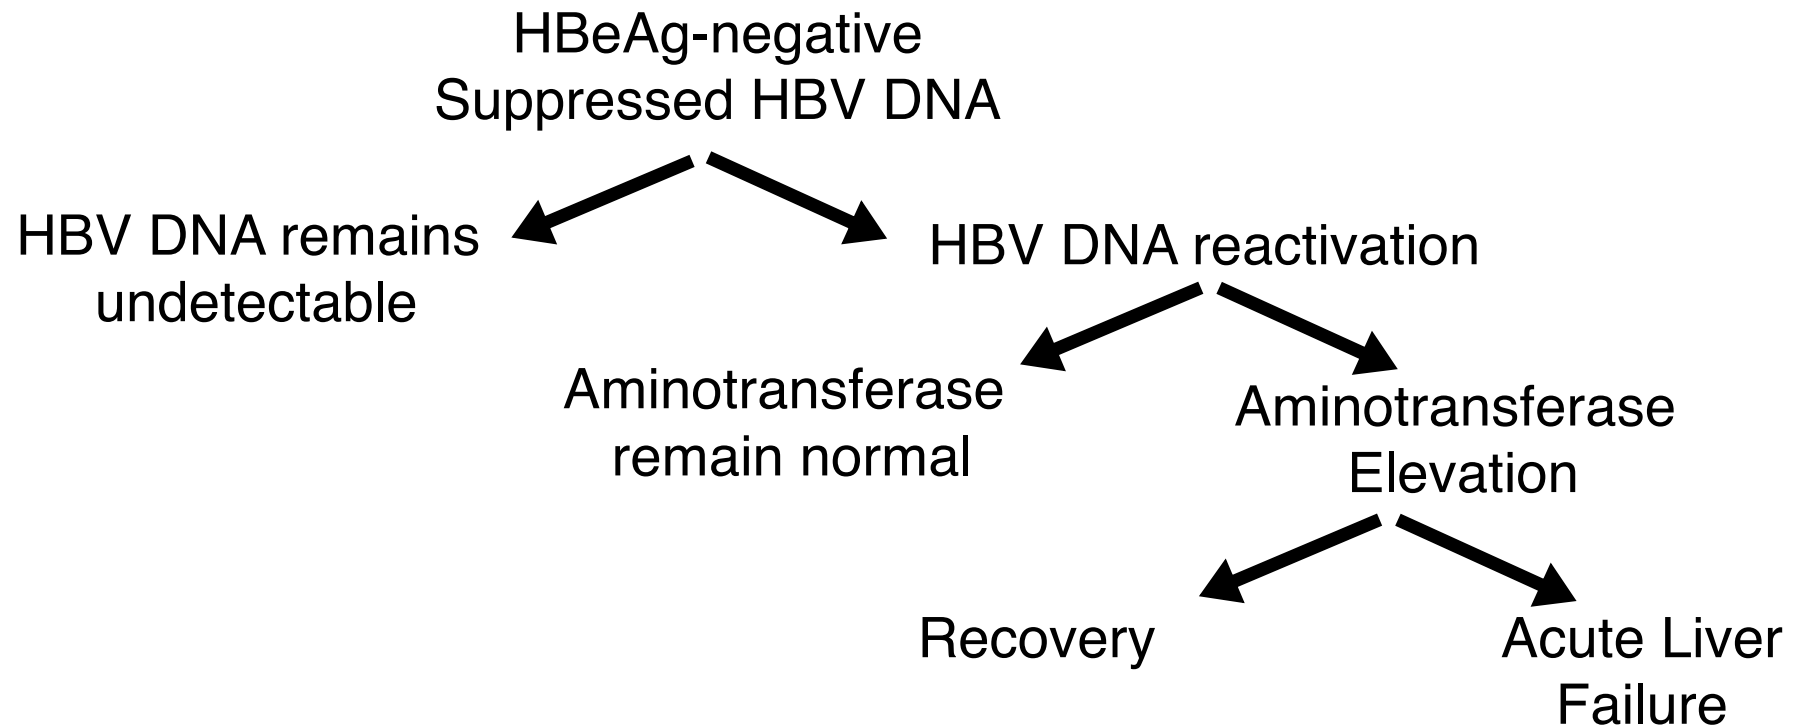 HBeAg-negative
Suppressed HBV DNA
HBV DNA remains
undetectable
HBV DNA reactivation
Aminotransferase
remain normal
Aminotransferase
Elevation
Recovery
Acute Liver
Failure